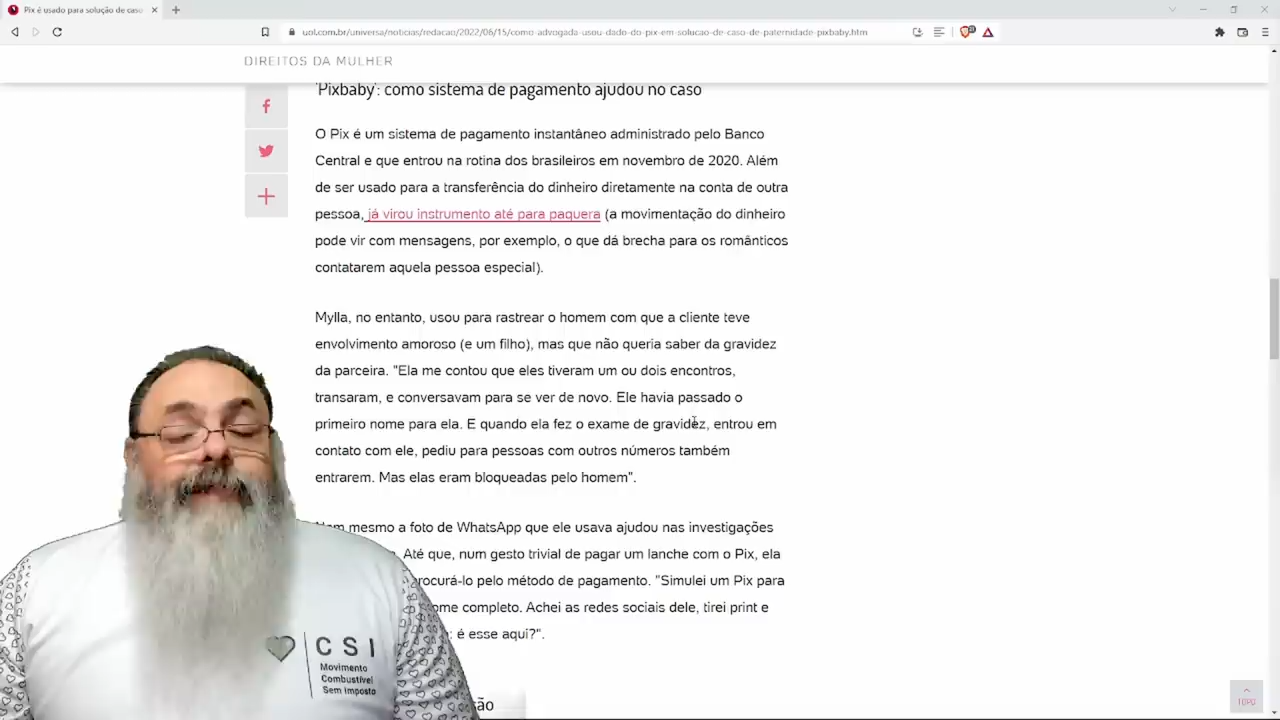 Pix é usado para solução de caso
uol.com.br/universa/noticias/redacao/2022/06/15/como-advogada-usou-dado-do-pix-em-solucao-de-caso-de-paternidade-pixbaby.htm
DIREITOS DA MULHER
'Pixbaby': como sistema de pagamento ajudou no caso
O Pix é um sistema de pagamento instantâneo administrado pelo Banco
Central e que entrou na rotina dos brasileiros em novembro de 2020. Além
de ser usado para a transferência do dinheiro diretamente na conta de outra
pessoa, já virou instrumento até para paquera (a movimentação do dinheiro
pode vir com mensagens, por exemplo, o que dá brecha para os românticos
contatarem aquela pessoa especial).
Mylla, no entanto, usou para rastrear o homem com que a cliente teve
envolvimento amoroso (e um filho), mas que não queria saber da gravidez
da parceira. "Ela me contou que eles tiveram um ou dois encontros,
transaram, e conversavam para se ver de novo. Ele havia passado o
primeiro nome para ela. E quando ela fez o exame de gravidez, entrou em
contato com ele, pediu para pessoas com outros números também
entrarem. Mas elas eram bloqueadas pelo homem".
mesmo a foto de WhatsApp que ele usava ajudou nas investigações
Até que, num gesto trivial de pagar um lanche com o Pix, ela
procurá-lo pelo método de pagamento. "Simulei um Pix para
completo. Achei as redes sociais dele, tirei print e
é esse aqui?".
CSI
Movimento
Combustível
Sem Imposto
TOPO